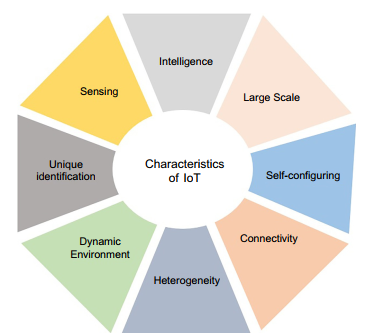 Intelligence
Large Scale
Self-configuring
Connectivity
Heterogeneity
Dynamic
Environment
Unique
identification
Sensing
Characteristics
of IoT